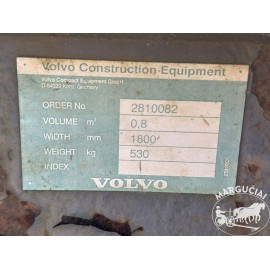 Volvo Construction Equipment
Volvo Compact Equipment GmbH
D 54329 Konz, Germany
ORDER No. 2810082
VOLUME m³ 0.8
WIDTH mm 1800
WEIGHT kg 530
INDEX
VOLVO
MARGUCIAI